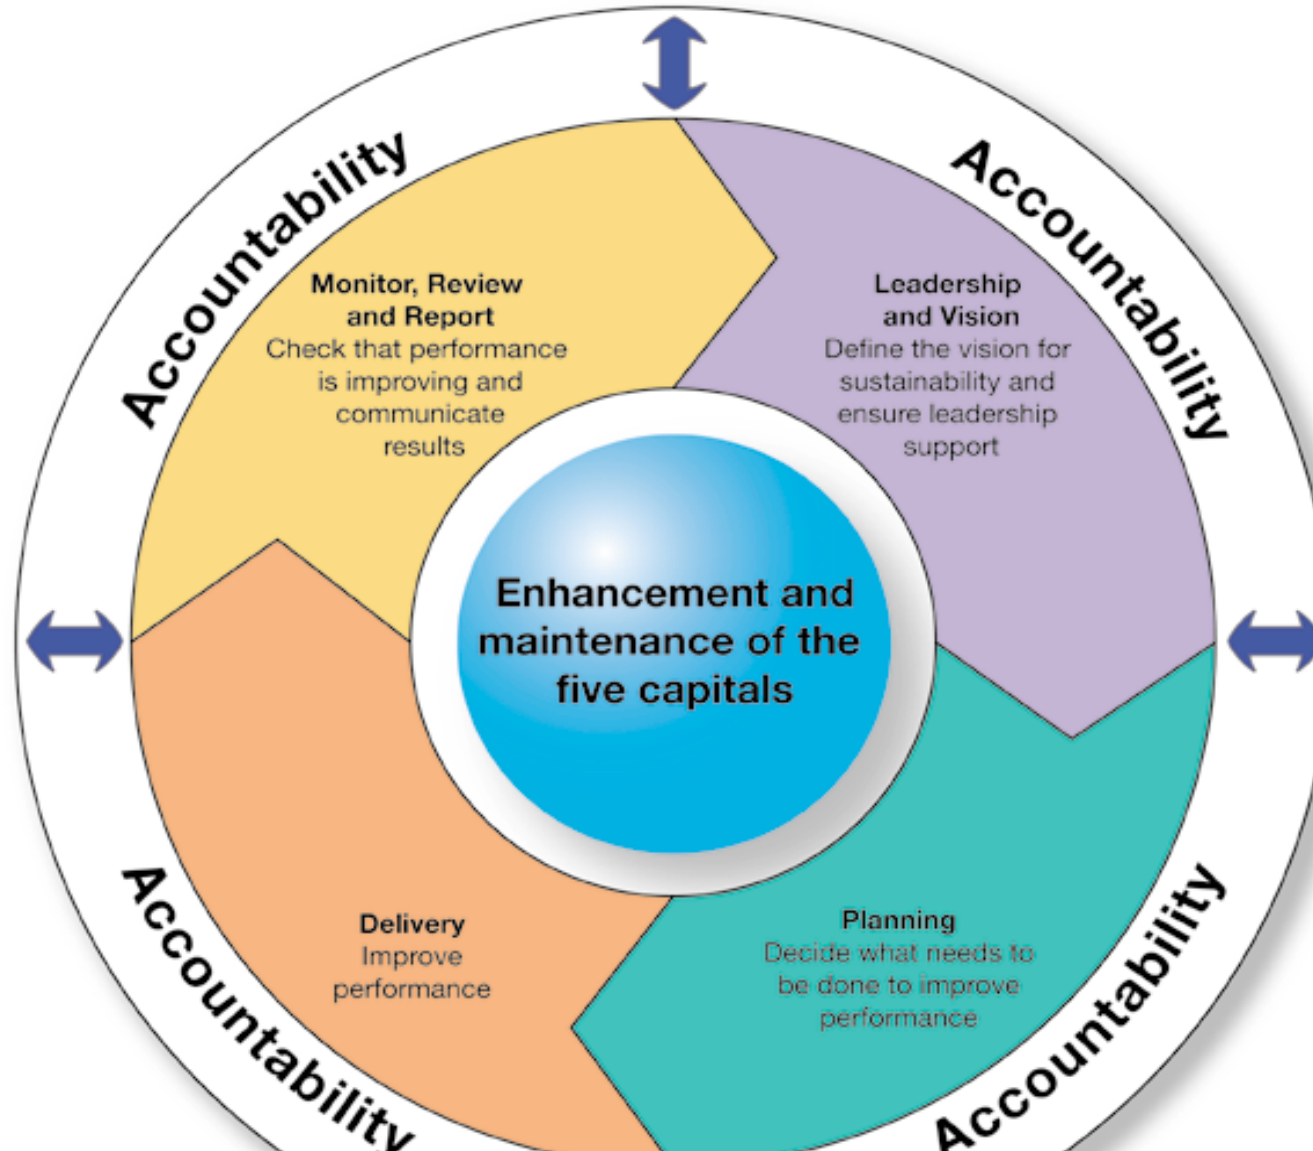 Accountability
Accountability
Monitor, Review
and Report
Check that performance
is improving and
communicate
results
Leadership
and Vision
Define the vision for
sustainability and
ensure leadership
support
Enhancement and
maintenance of the
five capitals
Delivery
Improve
performance
Planning
Decide what needs to
be done to improve
performance
Accountability
Accountability